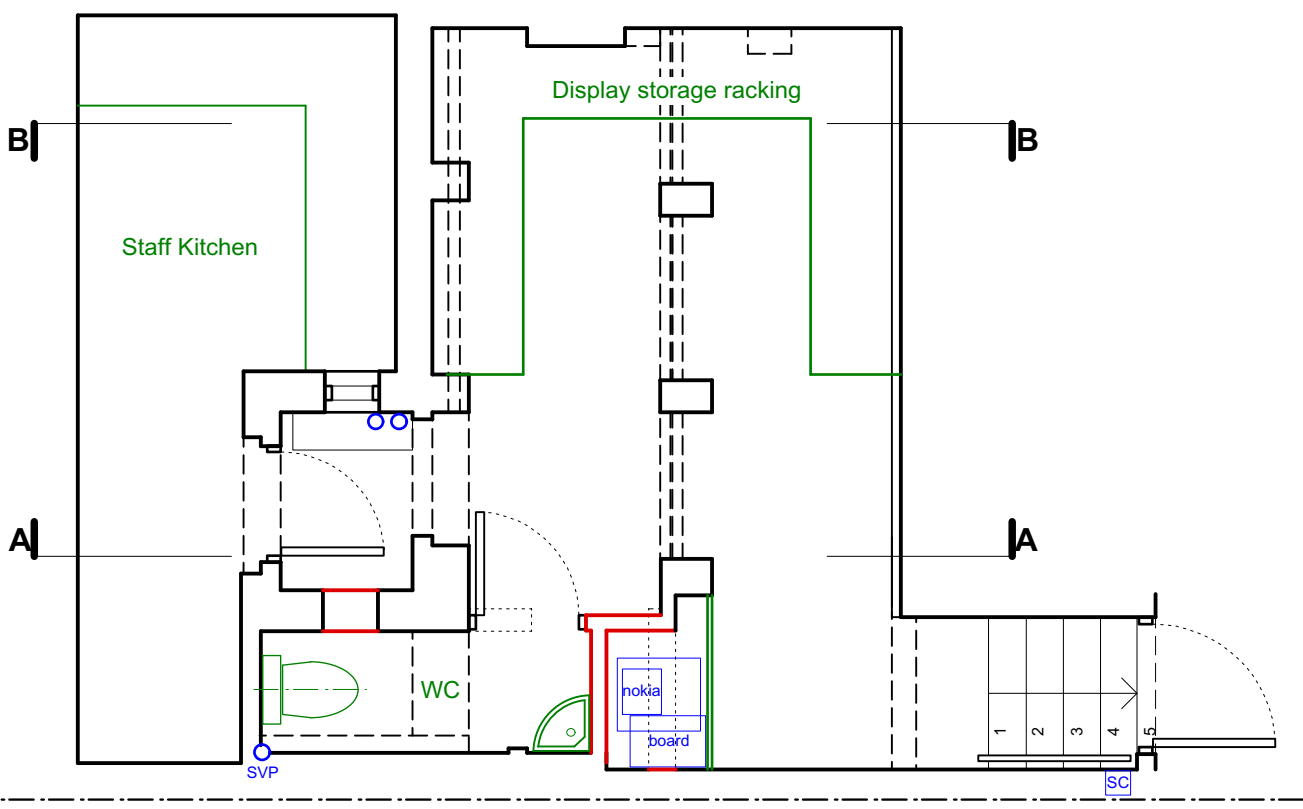 Display storage racking
B
B
Staff Kitchen
A
A
WC
nokia
board
1
2
3
4
5
SVP
SC